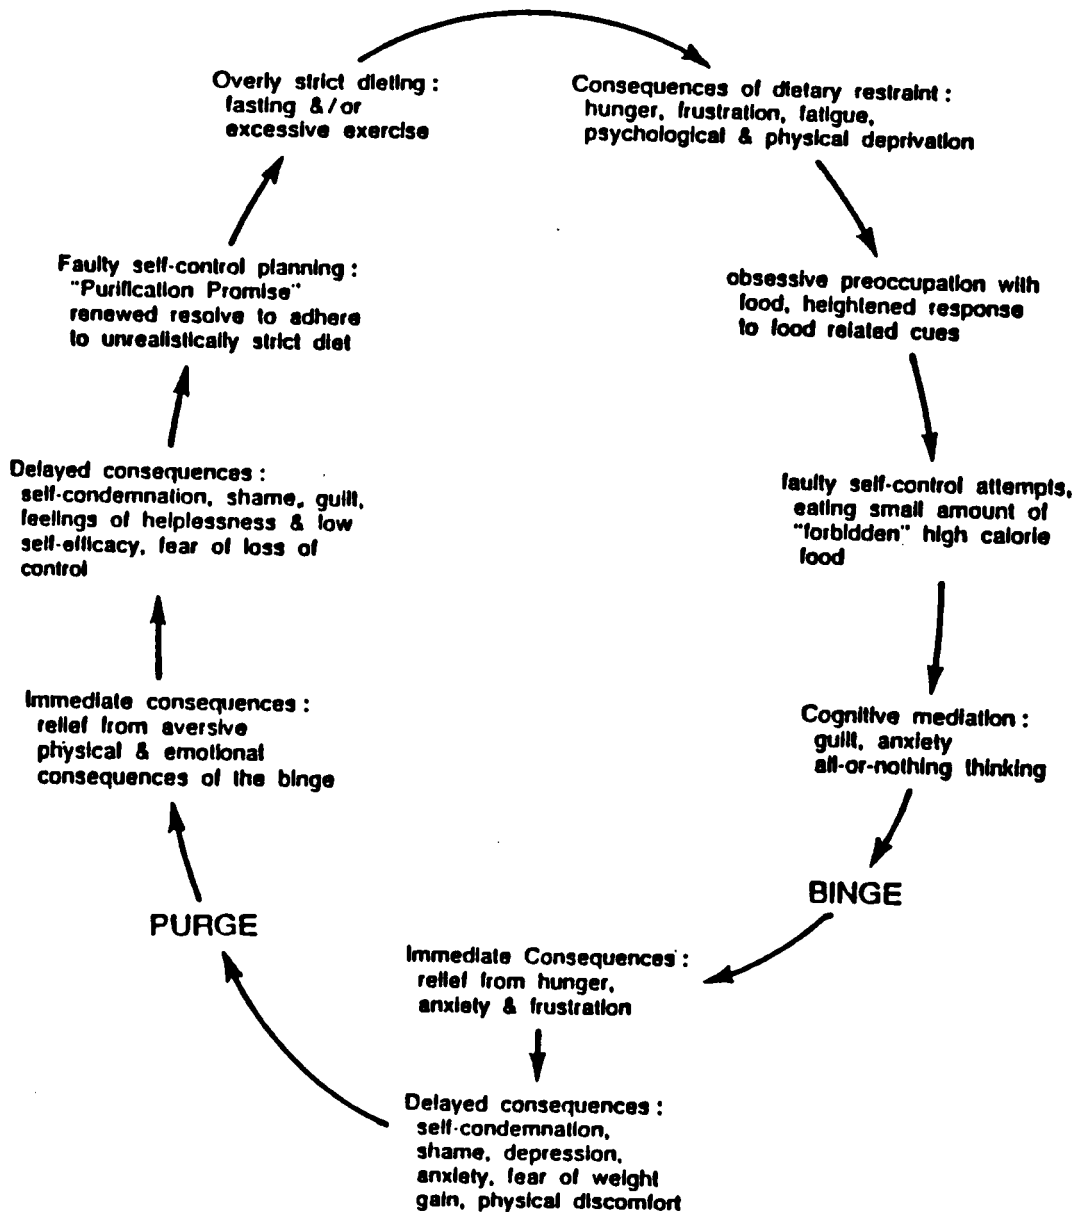 Overly strict dieting :
fasting &/or
excessive exercise
Consequences of dietary restraint :
hunger, frustration, fatigue,
psychological & physical deprivation
obsessive preoccupation with
food, heightened response
to food related cues
faulty self-control attempts,
eating small amount of
"forbidden" high calorie
food
Cognitive mediation :
guilt, anxiety
all-or-nothing thinking
BINGE
Immediate Consequences :
relief from hunger,
anxiety & frustration
Delayed consequences :
self-condemnation,
shame, depression,
anxiety, fear of weight
gain, physical discomfort
PURGE
Immediate consequences :
relief from aversive
physical & emotional
consequences of the binge
Delayed consequences :
self-condemnation, shame, guilt,
feelings of helplessness & low
self-efficacy, fear of loss of
control
Faulty self-control planning :
"Purification Promise"
renewed resolve to adhere
to unrealistically strict diet